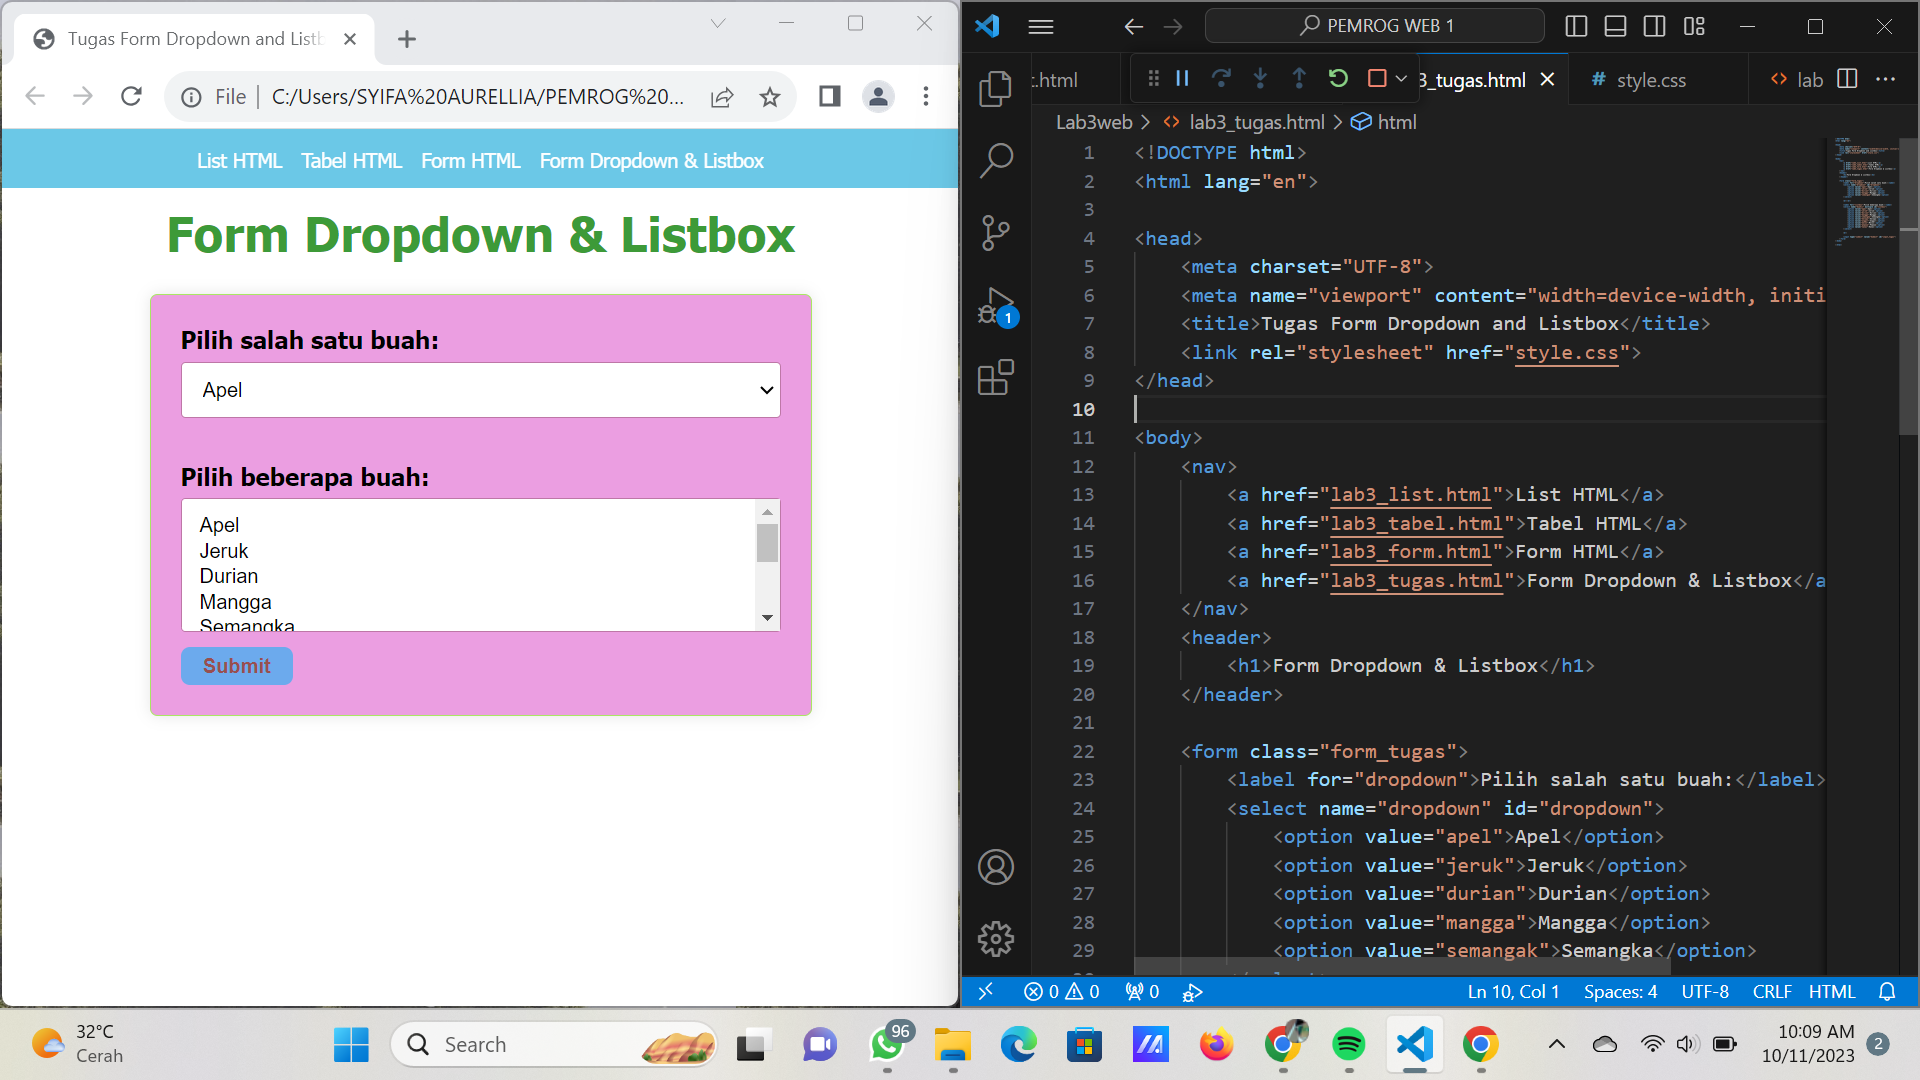 Tugas Form Dropdown and Listb
File
C:/Users/SYIFA%20AURELLIA/PEMROG%20...
List HTML Tabel HTML Form HTML Form Dropdown & Listbox
Form Dropdown & Listbox
Pilih salah satu buah:
Apel
Pilih beberapa buah:
Apel
Jeruk
Durian
Mangga
Semangka
Submit
PEMROG WEB 1
t.html
3_tugas.html
# style.css
<> lab
Lab3web > <> lab3_tugas.html > html
1 <!DOCTYPE html>
2 <html lang="en">
3
4 <head>
5 <meta charset="UTF-8">
6 <meta name="viewport" content="width=device-width, initi
7 <title>Tugas Form Dropdown and Listbox</title>
8 <link rel="stylesheet" href="style.css">
9 </head>
10
11 <body>
12 <nav>
13 <a href="lab3_list.html">List HTML</a>
14 <a href="lab3_tabel.html">Tabel HTML</a>
15 <a href="lab3_form.html">Form HTML</a>
16 <a href="lab3_tugas.html">Form Dropdown & Listbox</a
17 </nav>
18 <header>
19 <h1>Form Dropdown & Listbox</h1>
20 </header>
21
22 <form class="form_tugas">
23 <label for="dropdown">Pilih salah satu buah:</label>
24 <select name="dropdown" id="dropdown">
25 <option value="apel">Apel</option>
26 <option value="jeruk">Jeruk</option>
27 <option value="durian">Durian</option>
28 <option value="mangga">Mangga</option>
29 <option value="semangak">Semangka</option>
1
0 0 0 Ln 10, Col 1 Spaces: 4 UTF-8 CRLF HTML
32°C
Cerah
Search
96
10:09 AM
10/11/2023
2